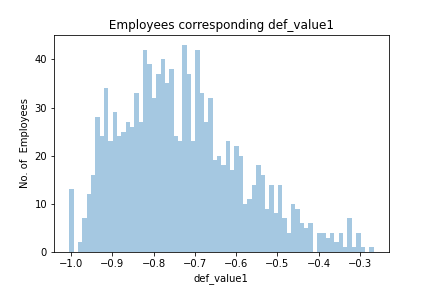 Employees corresponding def_value1
No. of  Employees
40
30
20
10
0
−1.0 −0.9 −0.8 −0.7 −0.6 −0.5 −0.4 −0.3
def_value1